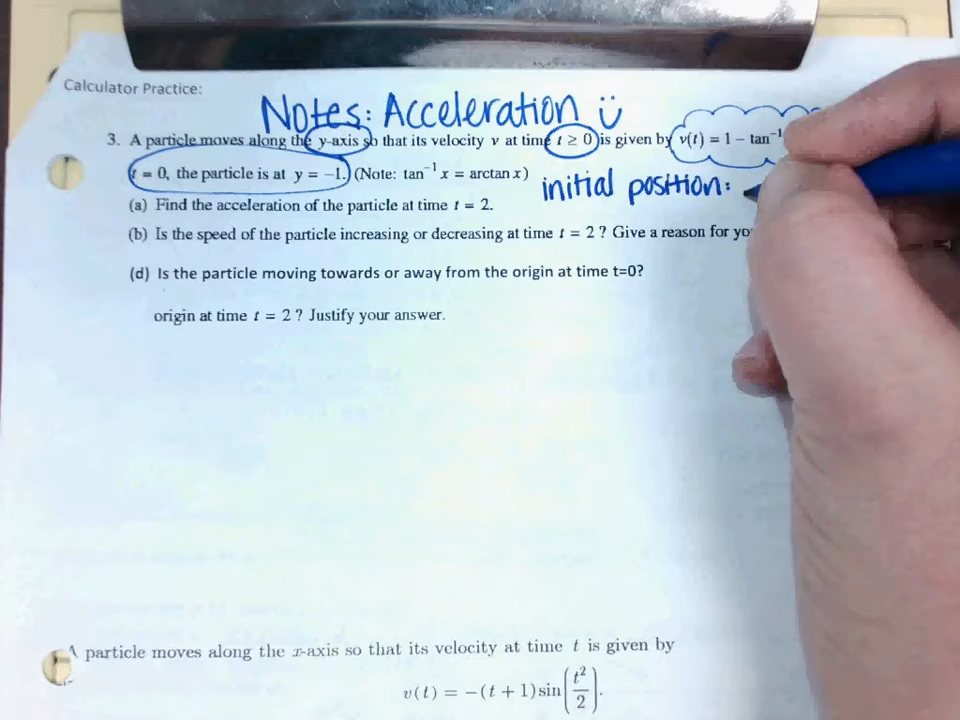 Calculator Practice:
Notes: Acceleration ü
3. A particle moves along the y-axis so that its velocity v at time t ≥ 0 is given by v(t) = 1 − tan⁻¹
t = 0, the particle is at y = −1. (Note: tan⁻¹ x = arctan x)
initial position:
(a) Find the acceleration of the particle at time t = 2.
(b) Is the speed of the particle increasing or decreasing at time t = 2 ? Give a reason for
(d) Is the particle moving towards or away from the origin at time t=0?
origin at time t = 2 ? Justify your answer.
A particle moves along the x-axis so that its velocity at time t is given by
v(t) = −(t + 1) sin(t²/2).